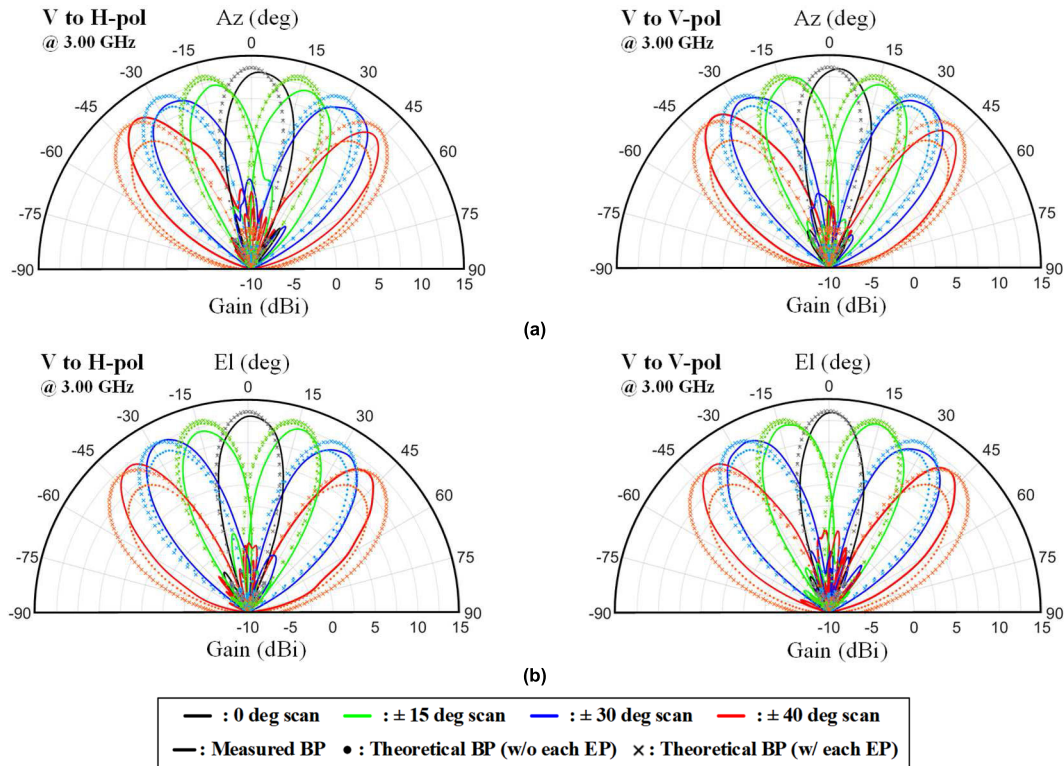 V to H-pol
@ 3.00 GHz
Az (deg)
-90 -75 -60 -45 -30 -15 0 15 30 45 60 75 90
-10 -5 0 5 10 15
Gain (dBi)
V to V-pol
@ 3.00 GHz
Az (deg)
-90 -75 -60 -45 -30 -15 0 15 30 45 60 75 90
-10 -5 0 5 10 15
Gain (dBi)
(a)
V to H-pol
@ 3.00 GHz
El (deg)
-90 -75 -60 -45 -30 -15 0 15 30 45 60 75 90
-10 -5 0 5 10 15
Gain (dBi)
V to V-pol
@ 3.00 GHz
El (deg)
-90 -75 -60 -45 -30 -15 0 15 30 45 60 75 90
-10 -5 0 5 10 15
Gain (dBi)
(b)
: 0 deg scan : ± 15 deg scan : ± 30 deg scan : ± 40 deg scan
: Measured BP : Theoretical BP (w/o each EP) : Theoretical BP (w/ each EP)